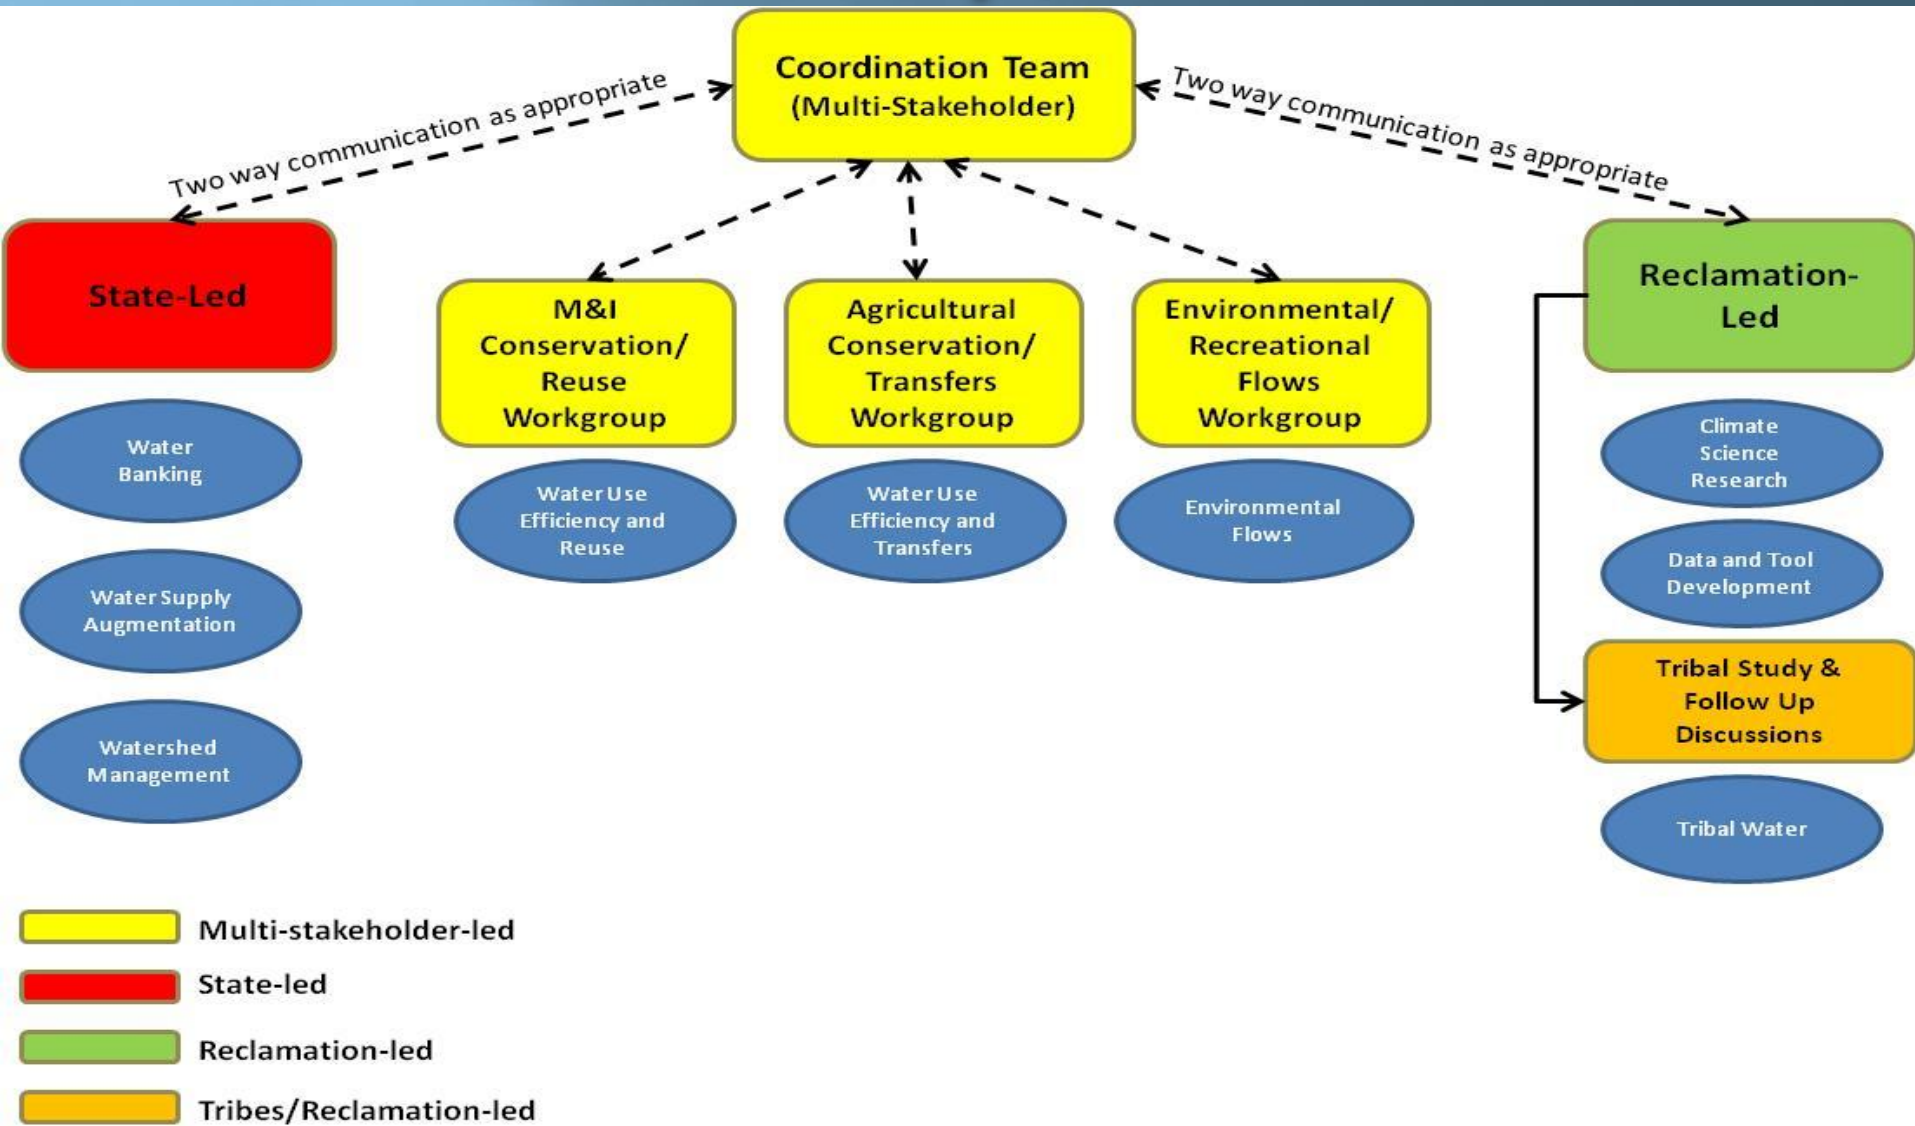 Coordination Team
(Multi-Stakeholder)
Two way communication as appropriate
Two way communication as appropriate
State-Led
Water
Banking
Water Supply
Augmentation
Watershed
Management
M&I
Conservation/
Reuse
Workgroup
Water Use
Efficiency and
Reuse
Agricultural
Conservation/
Transfers
Workgroup
Water Use
Efficiency and
Transfers
Environmental/
Recreational
Flows
Workgroup
Environmental
Flows
Reclamation-
Led
Climate
Science
Research
Data and Tool
Development
Tribal Study &
Follow Up
Discussions
Tribal Water
Multi-stakeholder-led
State-led
Reclamation-led
Tribes/Reclamation-led